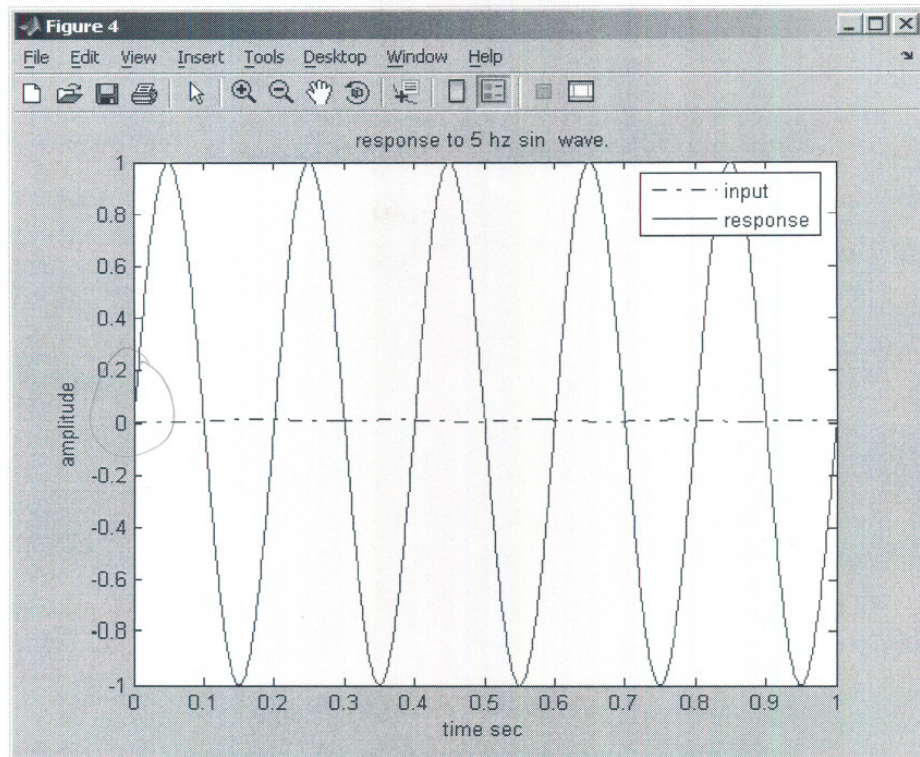 Figure 4
File Edit View Insert Tools Desktop Window Help
response to 5 hz sin wave.
input
response
1
0.8
0.6
0.4
0.2
0
-0.2
-0.4
-0.6
-0.8
-1
amplitude
0 0.1 0.2 0.3 0.4 0.5 0.6 0.7 0.8 0.9 1
time sec